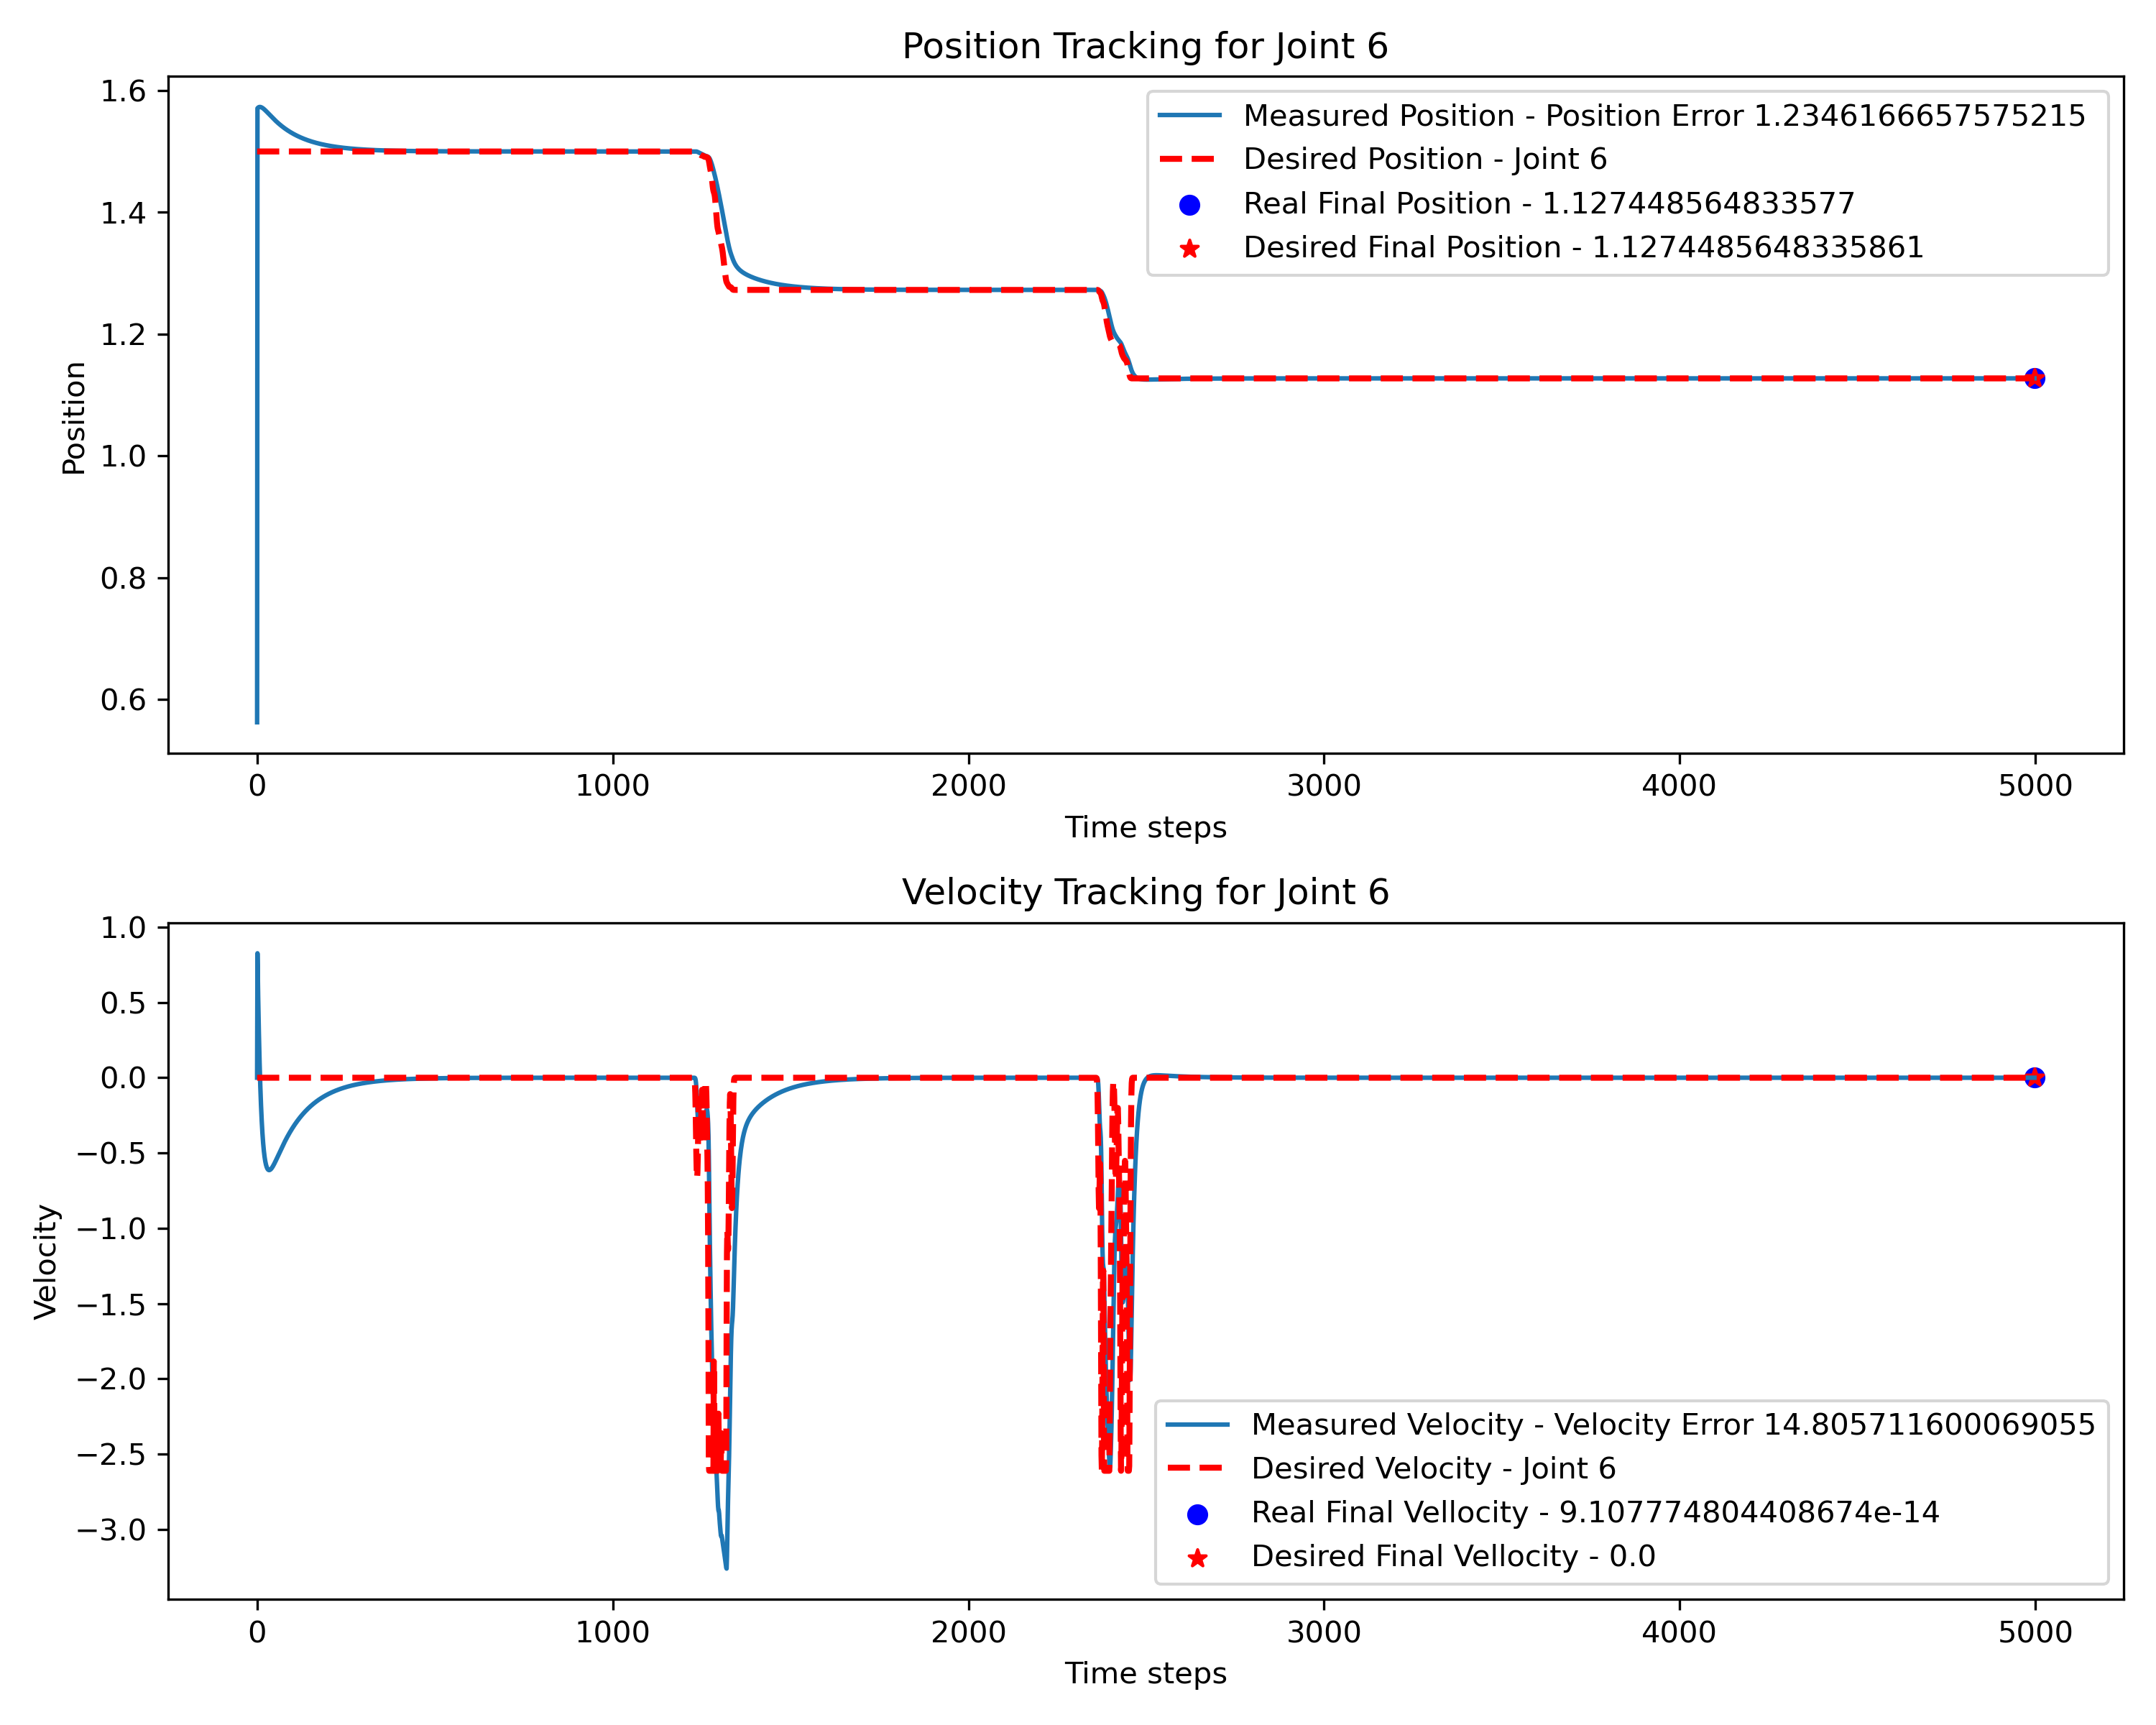 Position Tracking for Joint 6
1.6
1.4
1.2
1.0
0.8
0.6
Position
Measured Position - Position Error 1.2346166657575215
Desired Position - Joint 6
Real Final Position - 1.127448564833577
Desired Final Position - 1.1274485648335861
0 1000 2000 3000 4000 5000
Time steps
Velocity Tracking for Joint 6
1.0
0.5
0.0
−0.5
−1.0
−1.5
−2.0
−2.5
−3.0
Velocity
Measured Velocity - Velocity Error 14.805711600069055
Desired Velocity - Joint 6
Real Final Vellocity - 9.107774804408674e-14
Desired Final Vellocity - 0.0
0 1000 2000 3000 4000 5000
Time steps